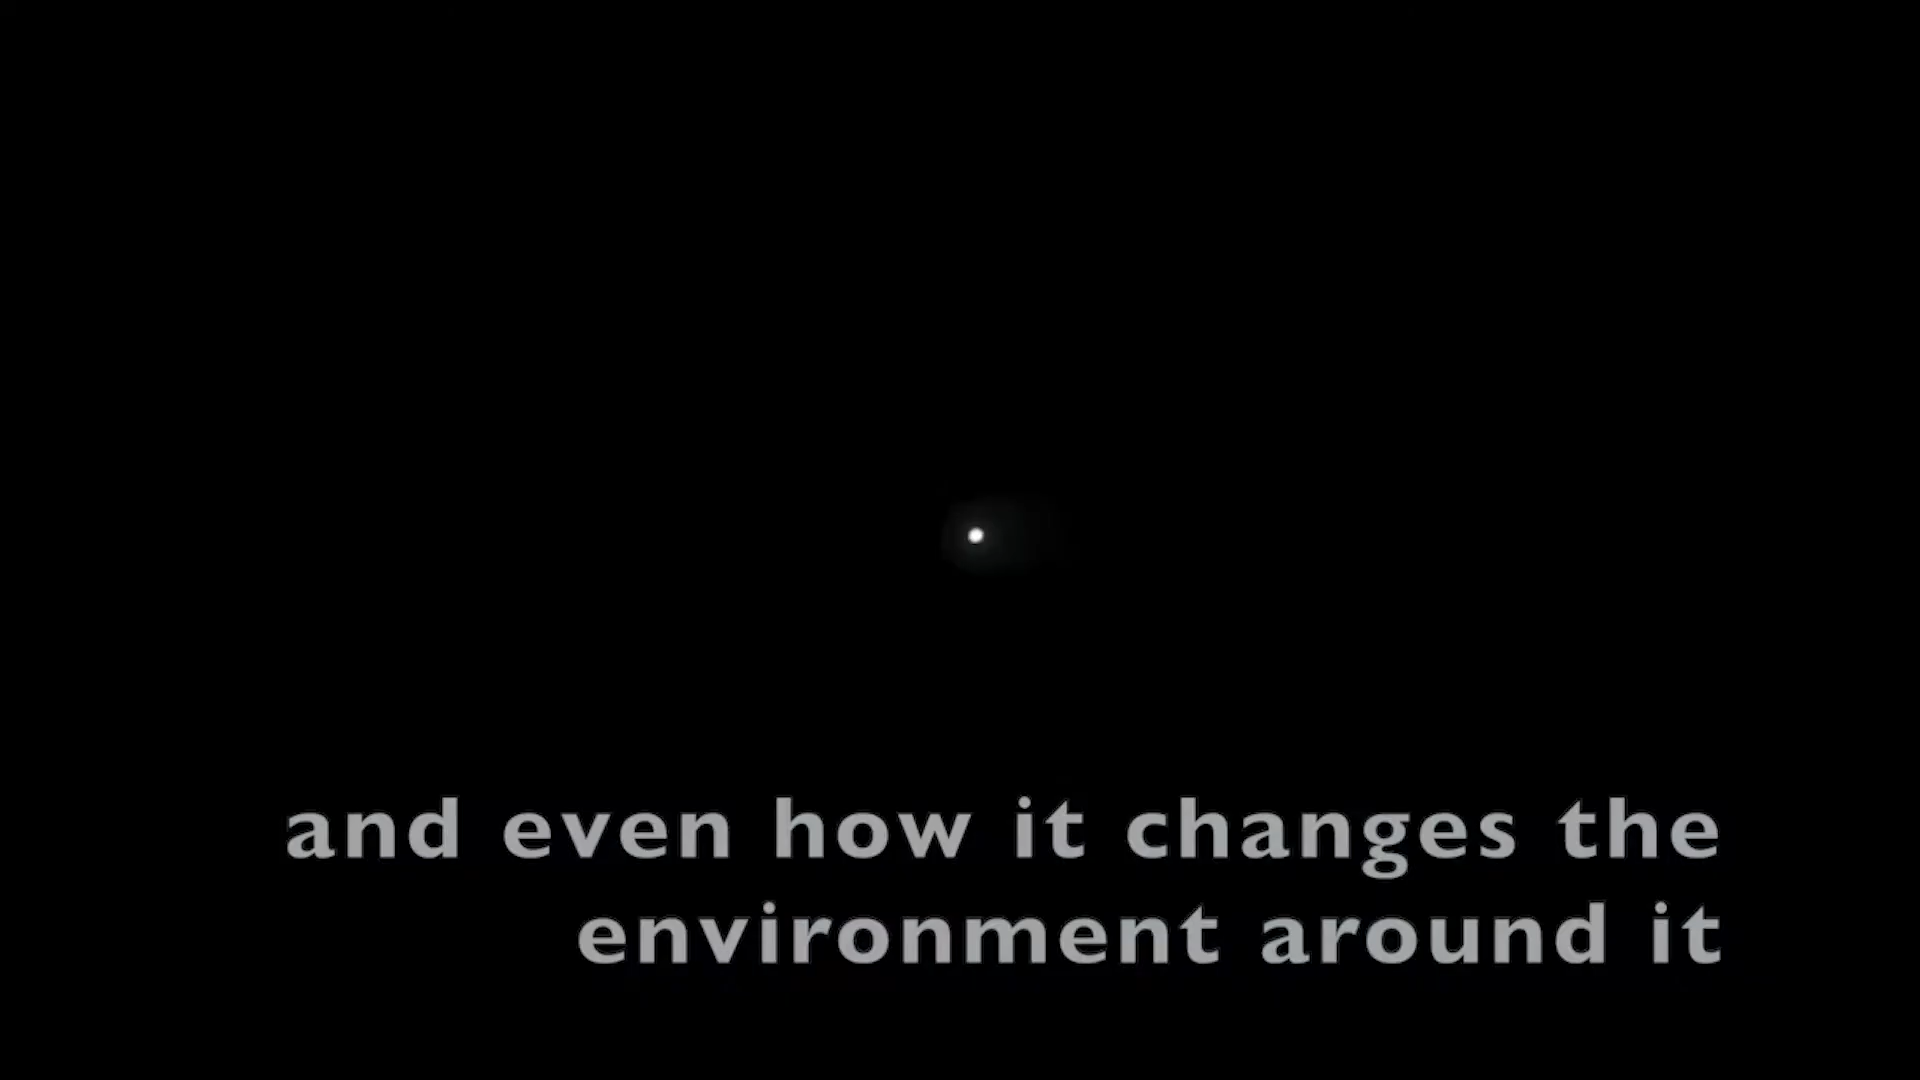 and even how it changes the
environment around it